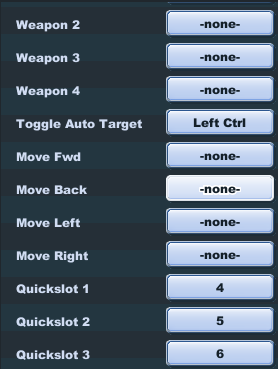 Weapon 2 -none-
Weapon 3 -none-
Weapon 4 -none-
Toggle Auto Target Left Ctrl
Move Fwd -none-
Move Back -none-
Move Left -none-
Move Right -none-
Quickslot 1 4
Quickslot 2 5
Quickslot 3 6